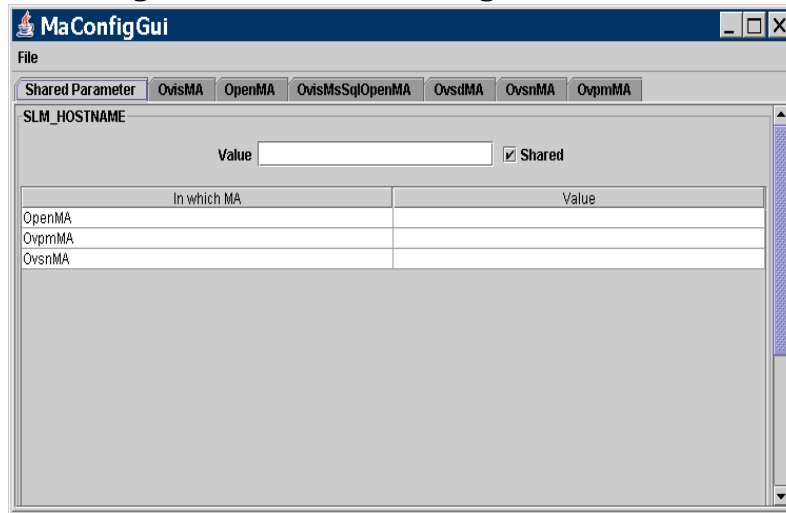 MaConfigGui
File
Shared Parameter OvisMA OpenMA OvisMsSqlOpenMA OvsdMA OvsnMA OvpmMA
SLM_HOSTNAME
Value Shared
In which MA Value
OpenMA
OvpmMA
OvsnMA